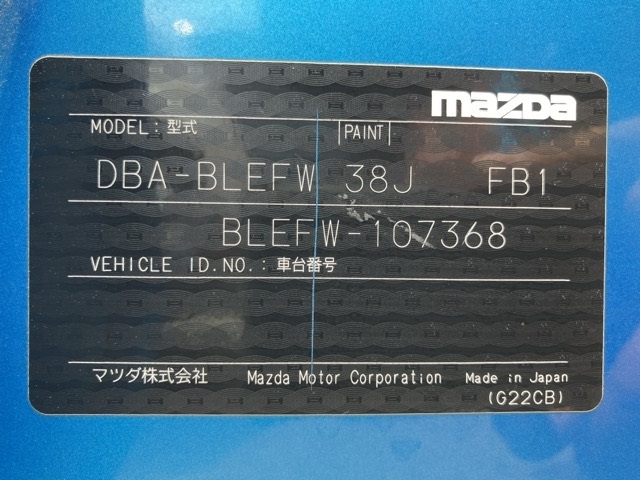 mazda
MODEL: 型式 |PAINT|
DBA-BLEFW 38J FB1
BLEFW-107368
VEHICLE ID.NO.: 車台番号
マツダ株式会社 Mazda Motor Corporation Made in Japan
(G22CB)